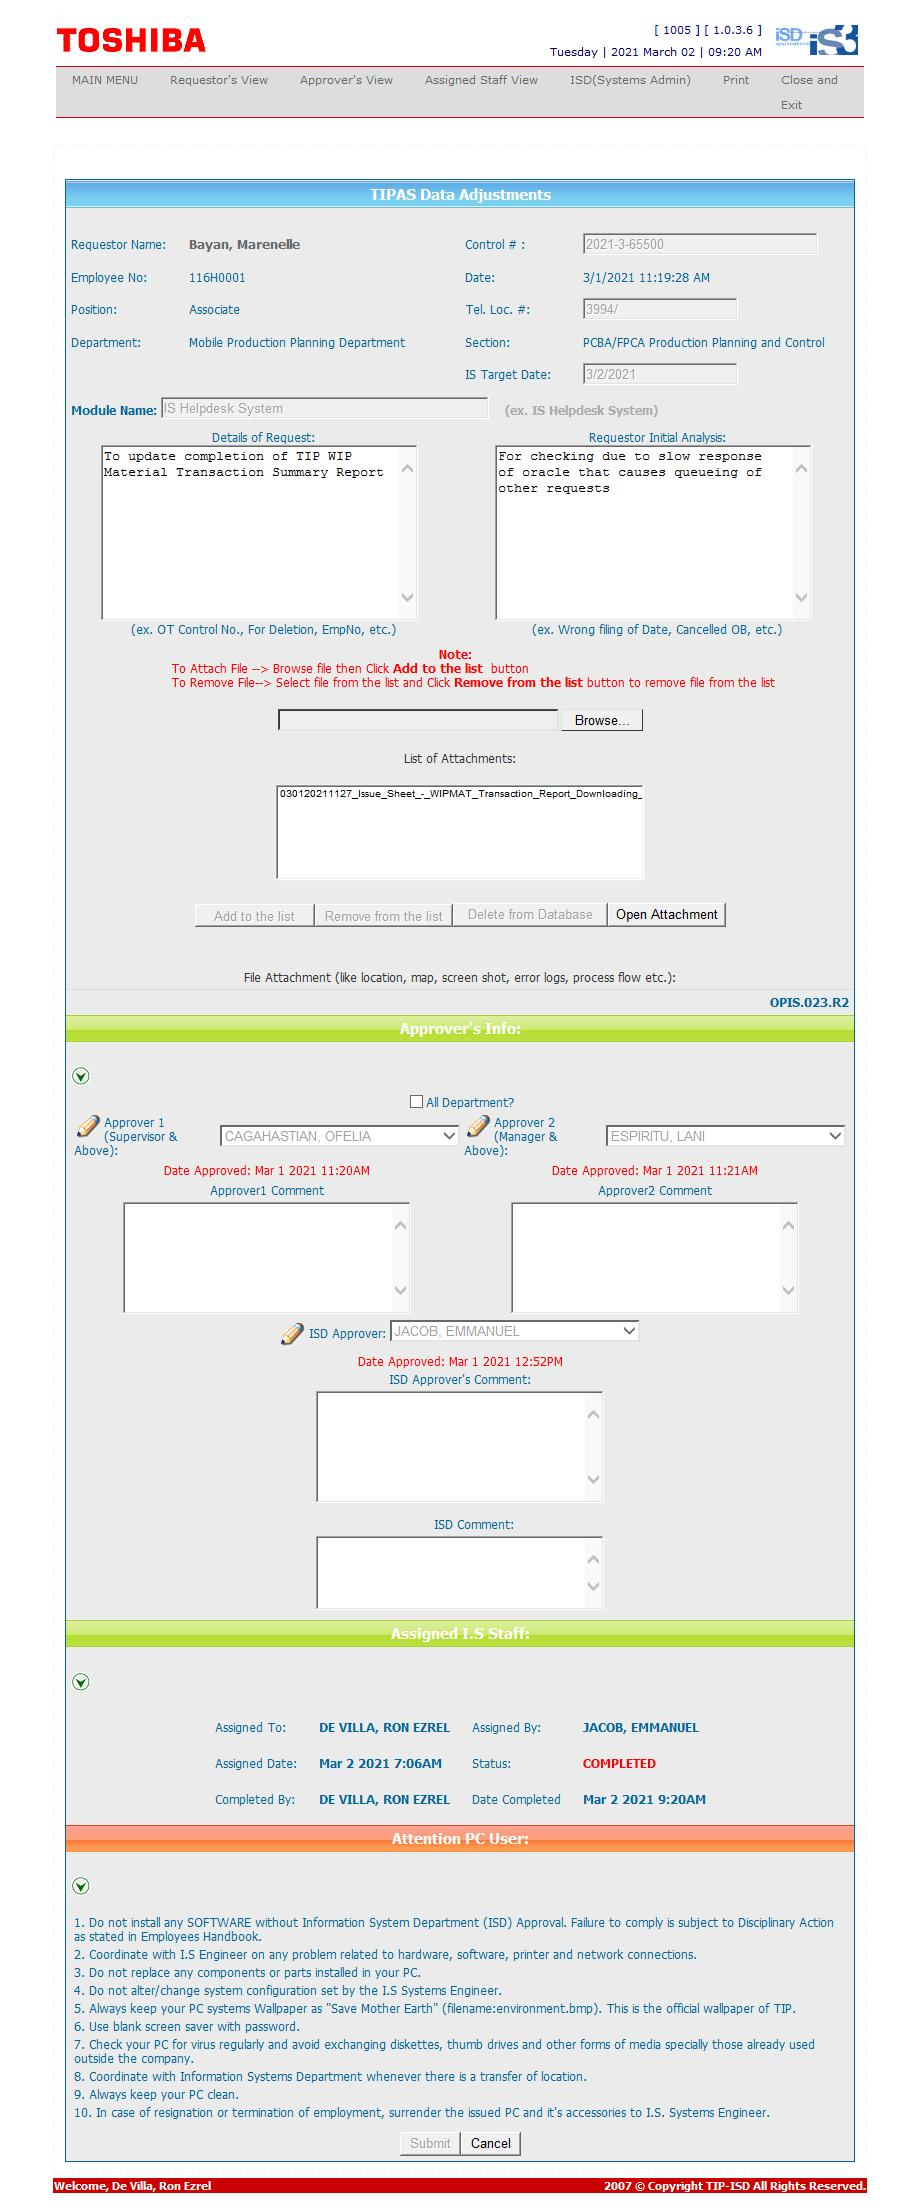 TOSHIBA
[ 1005 ] [ 1.0.3.6 ]
Tuesday | 2021 March 02 | 09:20 AM
iSD
iS3
MAIN MENU Requestor's View Approver's View Assigned Staff View ISD(Systems Admin) Print Close and
Exit
TIPAS Data Adjustments
Requestor Name: Bayan, Marenelle Control # : 2021-3-65500
Employee No: 116H0001 Date: 3/1/2021 11:19:28 AM
Position: Associate Tel. Loc. #: 3994/
Department: Mobile Production Planning Department Section: PCBA/FPCA Production Planning and Control
IS Target Date: 3/2/2021
Module Name: IS Helpdesk System (ex. IS Helpdesk System)
Details of Request: Requestor Initial Analysis:
To update completion of TIP WIP
Material Transaction Summary Report
For checking due to slow response
of oracle that causes queueing of
other requests
(ex. OT Control No., For Deletion, EmpNo, etc.) (ex. Wrong filing of Date, Cancelled OB, etc.)
Note:
To Attach File --> Browse file then Click Add to the list button
To Remove File--> Select file from the list and Click Remove from the list button to remove file from the list
Browse...
List of Attachments:
030120211127_Issue_Sheet_-_WIPMAT_Transaction_Report_Downloading_
Add to the list Remove from the list Delete from Database Open Attachment
File Attachment (like location, map, screen shot, error logs, process flow etc.):
OPIS.023.R2
Approver's Info:
All Department?
Approver 1
(Supervisor &
Above):
CAGAHASTIAN, OFELIA
Approver 2
(Manager &
Above):
ESPIRITU, LANI
Date Approved: Mar 1 2021 11:20AM Date Approved: Mar 1 2021 11:21AM
Approver1 Comment Approver2 Comment
ISD Approver: JACOB, EMMANUEL
Date Approved: Mar 1 2021 12:52PM
ISD Approver's Comment:
ISD Comment:
Assigned I.S Staff:
Assigned To: DE VILLA, RON EZREL Assigned By: JACOB, EMMANUEL
Assigned Date: Mar 2 2021 7:06AM Status: COMPLETED
Completed By: DE VILLA, RON EZREL Date Completed Mar 2 2021 9:20AM
Attention PC User:
1. Do not install any SOFTWARE without Information System Department (ISD) Approval. Failure to comply is subject to Disciplinary Action
as stated in Employees Handbook.
2. Coordinate with I.S Engineer on any problem related to hardware, software, printer and network connections.
3. Do not replace any components or parts installed in your PC.
4. Do not alter/change system configuration set by the I.S Systems Engineer.
5. Always keep your PC systems Wallpaper as "Save Mother Earth" (filename:environment.bmp). This is the official wallpaper of TIP.
6. Use blank screen saver with password.
7. Check your PC for virus regularly and avoid exchanging diskettes, thumb drives and other forms of media specially those already used
outside the company.
8. Coordinate with Information Systems Department whenever there is a transfer of location.
9. Always keep your PC clean.
10. In case of resignation or termination of employment, surrender the issued PC and it's accessories to I.S. Systems Engineer.
Submit Cancel
Welcome, De Villa, Ron Ezrel 2007 © Copyright TIP-ISD All Rights Reserved.